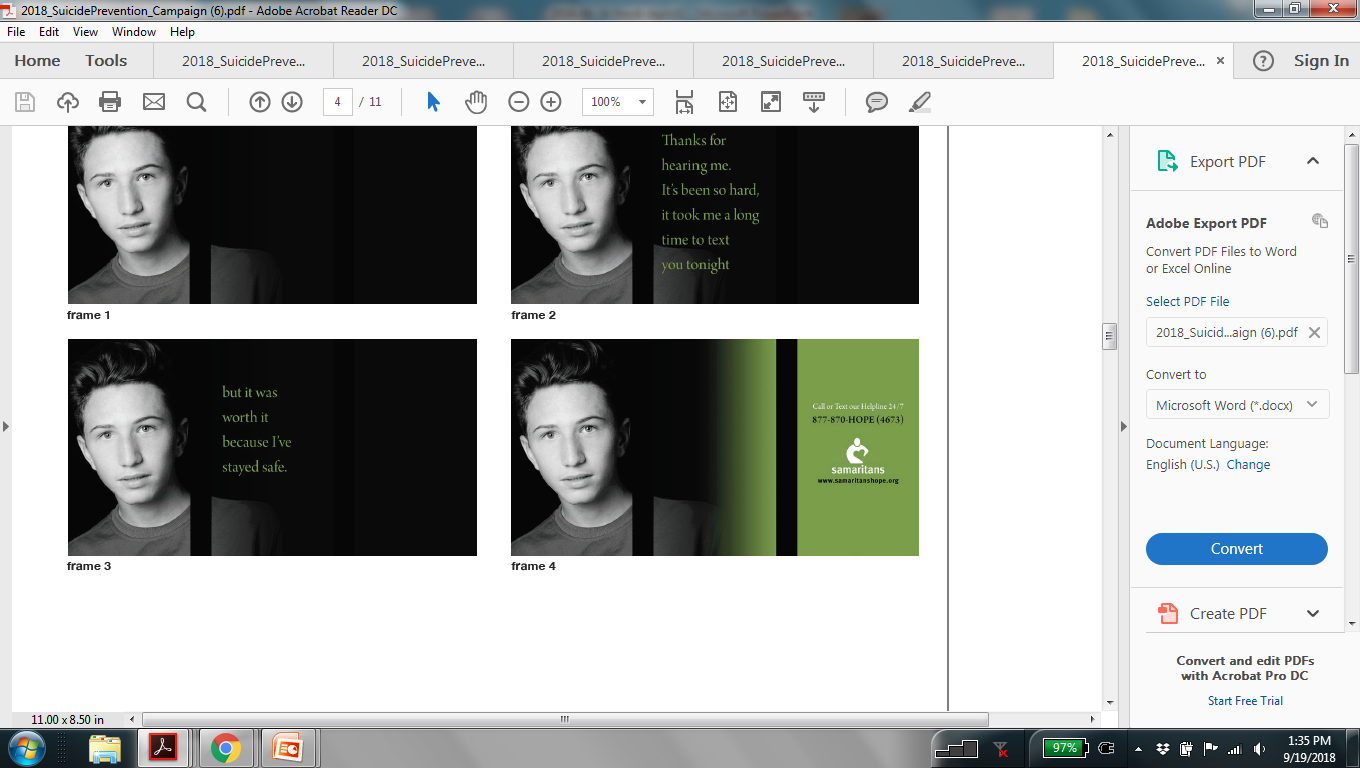 2018_SuicidePrevention_Campaign (6).pdf - Adobe Acrobat Reader DC
File Edit View Window Help
Home Tools 2018_SuicidePreve... 2018_SuicidePreve... 2018_SuicidePreve... 2018_SuicidePreve... 2018_SuicidePreve... 2018_SuicidePreve... × ? Sign In
4 / 11 100%
Thanks for
hearing me.
It's been so hard,
it took me a long
time to text
you tonight
frame 1
frame 2
but it was
worth it
because I've
stayed safe.
Call or Text our Helpline 24/7
877-870-HOPE (4673)
samaritans
www.samaritanshope.org
frame 3
frame 4
Export PDF
Adobe Export PDF
Convert PDF Files to Word
or Excel Online
Select PDF File
2018_Suicid...aign (6).pdf
Convert to
Microsoft Word (*.docx)
Document Language:
English (U.S.) Change
Convert
Create PDF
Convert and edit PDFs
with Acrobat Pro DC
Start Free Trial
11.00 x 8.50 in
97%
1:35 PM
9/19/2018